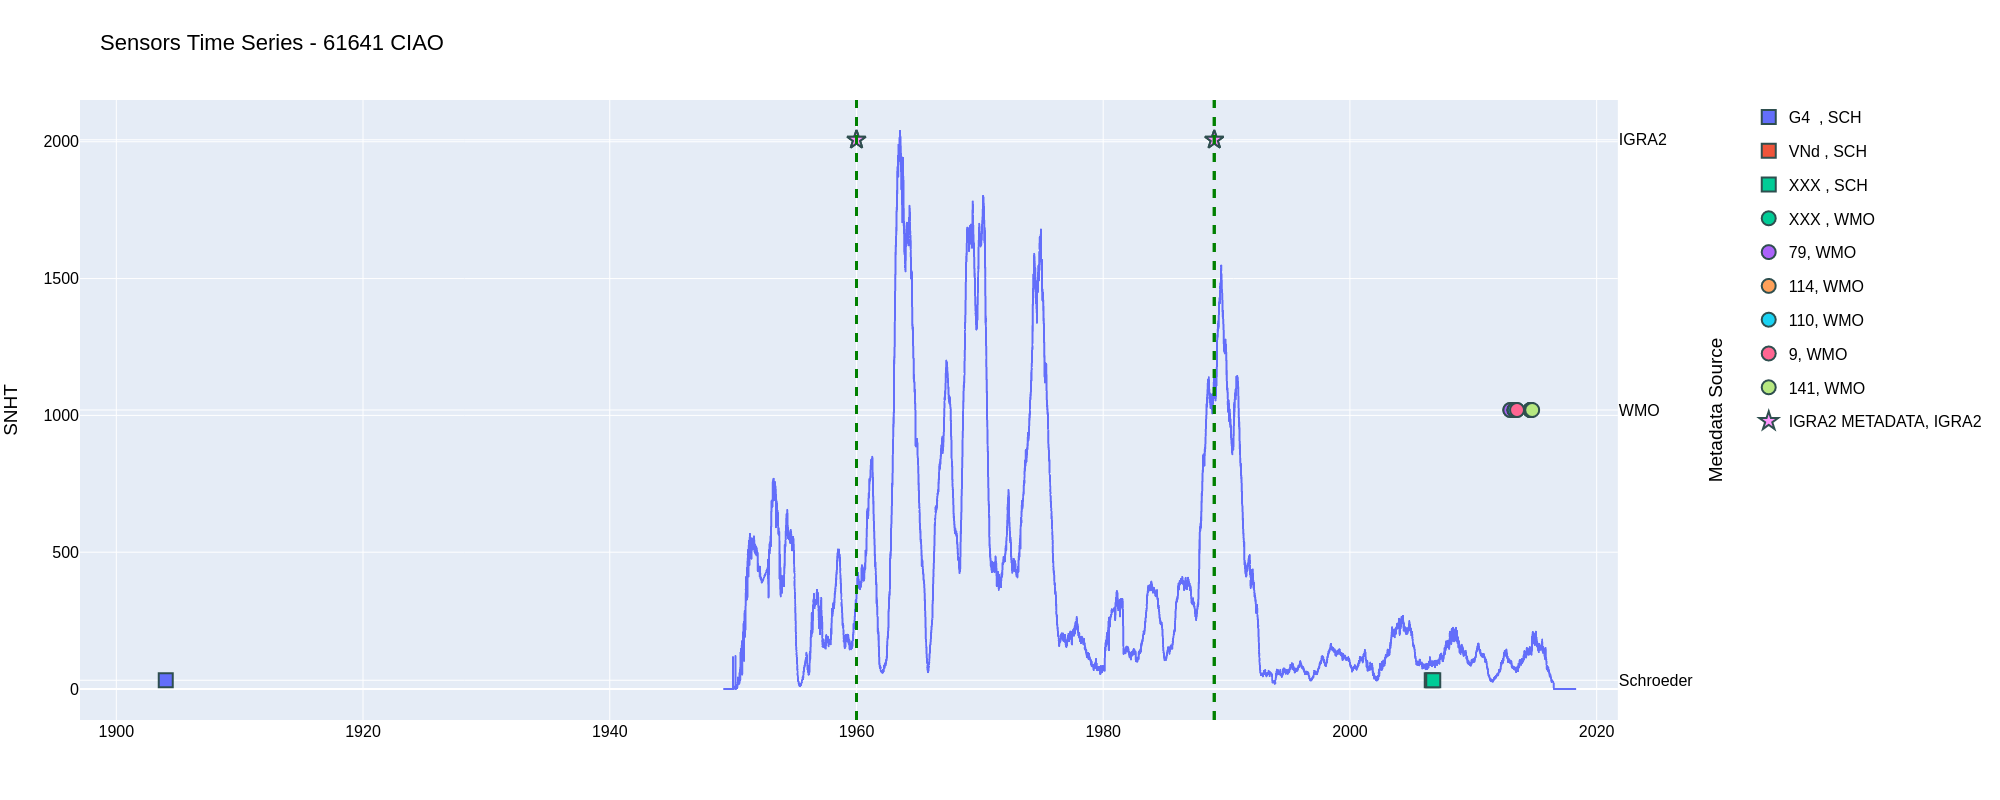 Sensors Time Series - 61641 CIAO
SNHT
2000
1500
1000
500
0
1900
1920
1940
1960
1980
2000
2020
IGRA2
WMO
Schroeder
Metadata Source
G4  , SCH
VNd , SCH
XXX , SCH
XXX , WMO
79, WMO
114, WMO
110, WMO
9, WMO
141, WMO
IGRA2 METADATA, IGRA2